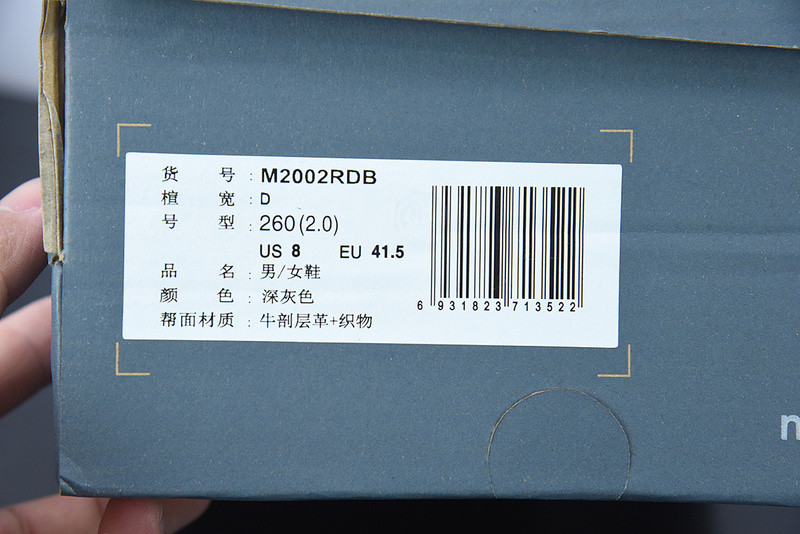 货 号 : M2002RDB
楦 宽 : D
号 型 : 260(2.0)
US 8 EU 41.5
品 名 : 男/女鞋
颜 色 : 深灰色
帮面材质 : 牛剖层革+织物
6 931823 713522
n